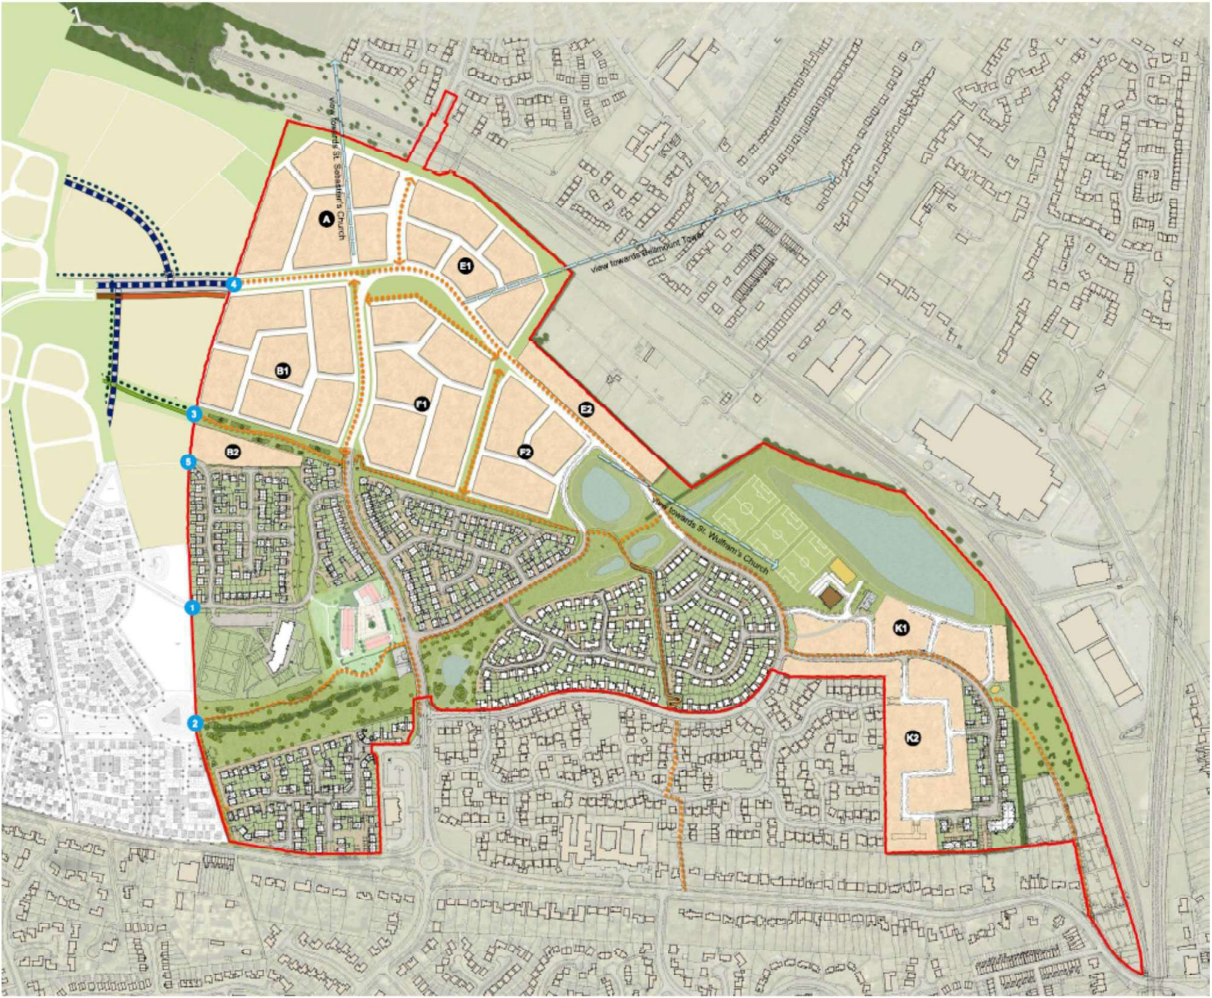 view towards St. Sebastian's Church
A
E1
view towards Belmount Tower
4
B1
F1
E2
3
B2
F2
5
view towards St. Wulfram's Church
1
K1
2
K2